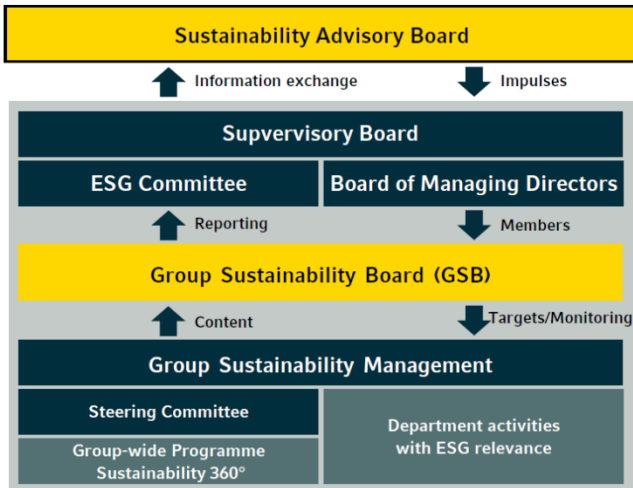 Sustainability Advisory Board
Information exchange
Impulses
Supvervisory Board
ESG Committee
Board of Managing Directors
Reporting
Members
Group Sustainability Board (GSB)
Content
Targets/Monitoring
Group Sustainability Management
Steering Committee
Group-wide Programme
Sustainability 360°
Department activities
with ESG relevance